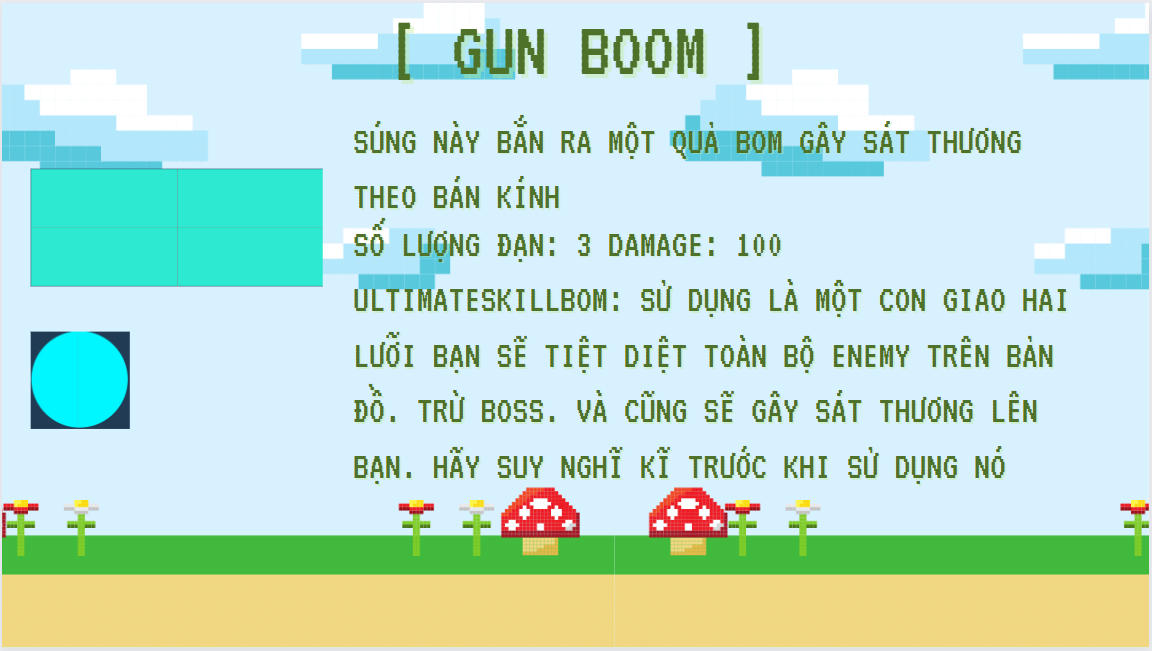 [ GUN BOOM ]
SÚNG NÀY BẮN RA MỘT QUẢ BOM GÂY SÁT THƯƠNG
THEO BÁN KÍNH
SỐ LƯỢNG ĐẠN: 3 DAMAGE: 100
ULTIMATESKILLBOM: SỬ DỤNG LÀ MỘT CON GIAO HAI
LƯỠI BẠN SẼ TIỆT DIỆT TOÀN BỘ ENEMY TRÊN BẢN
ĐỒ. TRỪ BOSS. VÀ CŨNG SẼ GÂY SÁT THƯƠNG LÊN
BẠN. HÃY SUY NGHĨ KĨ TRƯỚC KHI SỬ DỤNG NÓ